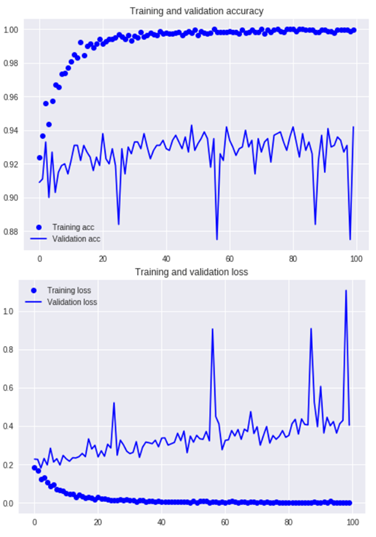 Training and validation accuracy
1.00
0.98
0.96
0.94
0.92
0.90
0.88
Training acc
Validation acc
0 20 40 60 80 100
Training and validation loss
Training loss
Validation loss
1.0
0.8
0.6
0.4
0.2
0.0
0 20 40 60 80 100